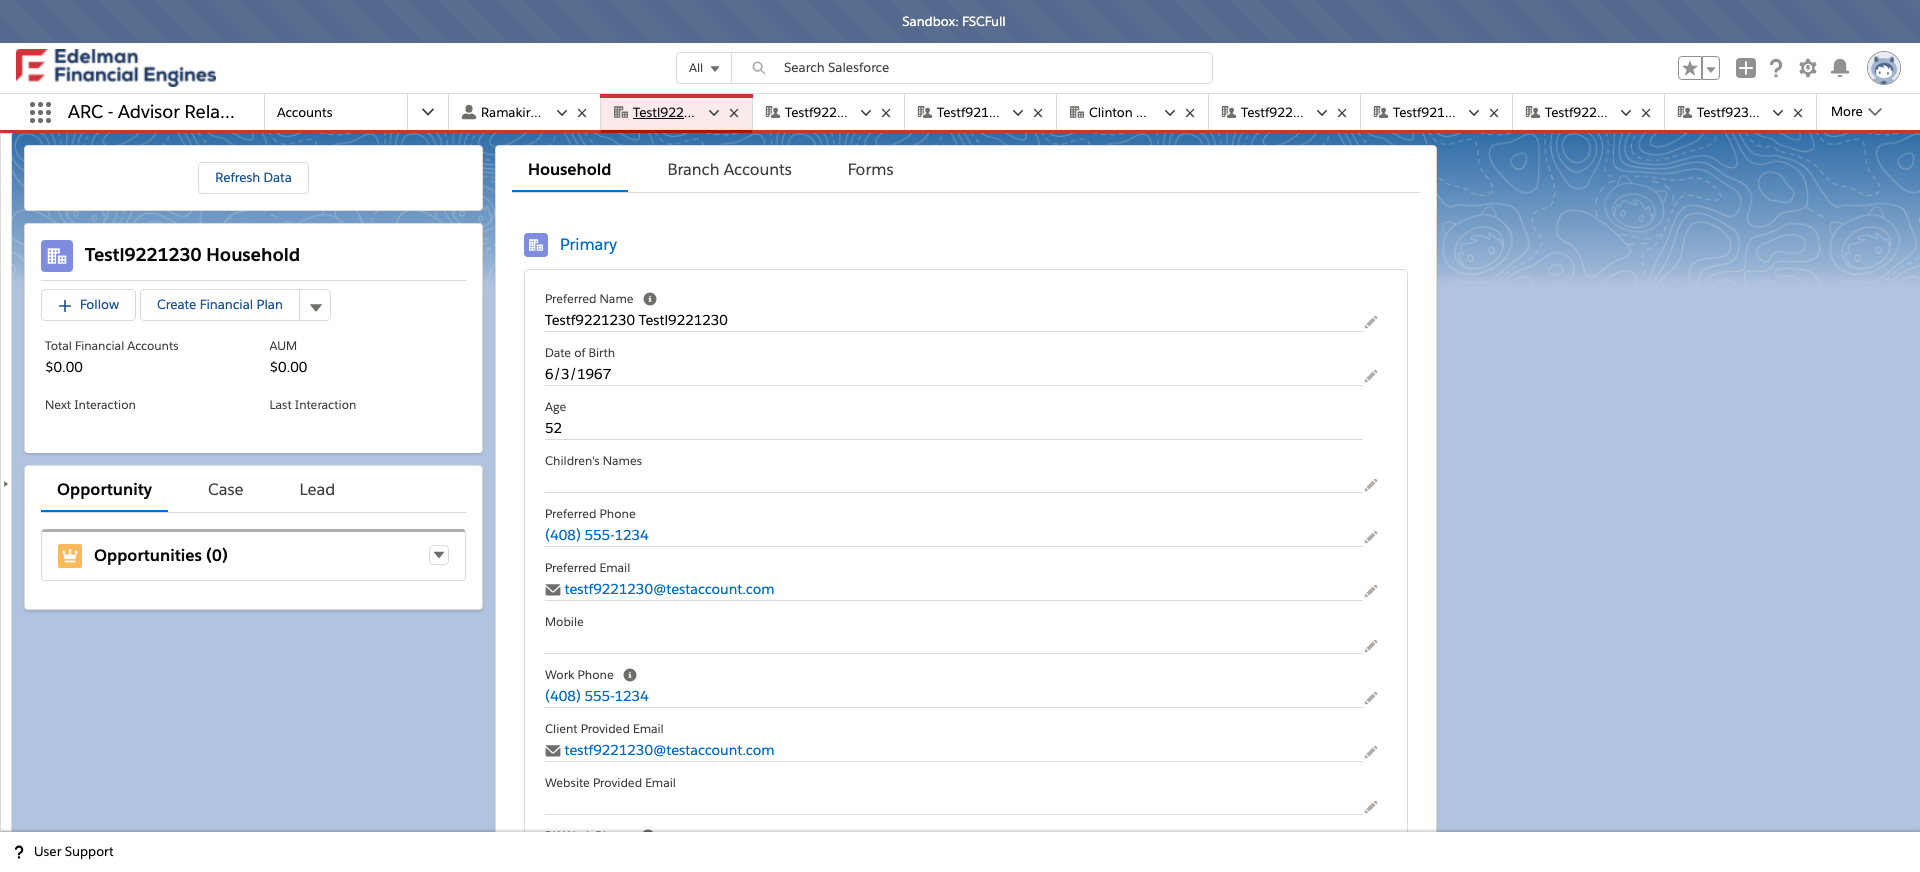 Sandbox: FSCFull
Edelman
Financial Engines
All
Search Salesforce
ARC - Advisor Rela...
Accounts
Ramakir...
Testl922...
Testf922...
Testf921...
Clinton ...
Testf922...
Testf921...
Testf922...
Testf923...
More
Refresh Data
Testl9221230 Household
Follow
Create Financial Plan
Total Financial Accounts
AUM
$0.00
$0.00
Next Interaction
Last Interaction
Opportunity
Case
Lead
Opportunities (0)
Household
Branch Accounts
Forms
Primary
Preferred Name
Testf9221230 Testl9221230
Date of Birth
6/3/1967
Age
52
Children's Names
Preferred Phone
(408) 555-1234
Preferred Email
testf9221230@testaccount.com
Mobile
Work Phone
(408) 555-1234
Client Provided Email
testf9221230@testaccount.com
Website Provided Email
? User Support